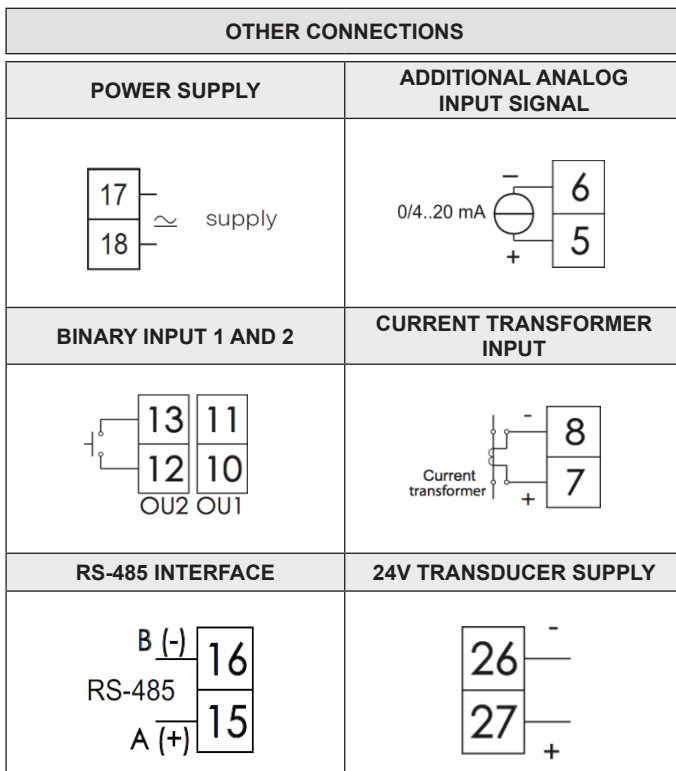 OTHER CONNECTIONS
POWER SUPPLY
ADDITIONAL ANALOG
INPUT SIGNAL
17
18
supply
0/4..20 mA
−
+
6
5
BINARY INPUT 1 AND 2
CURRENT TRANSFORMER
INPUT
13 11
12 10
OU2 OU1
Current
transformer
-
+
8
7
RS-485 INTERFACE
24V TRANSDUCER SUPPLY
B (-)
RS-485
A (+)
16
15
26
27
-
+